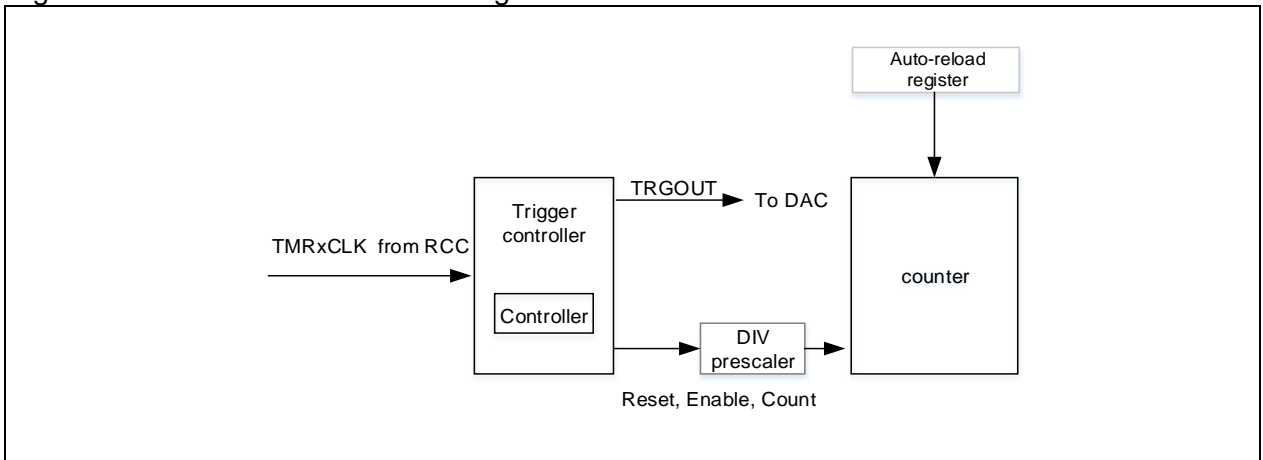 Auto-reload
register
TRGOUT
To DAC
Trigger
controller
TMRxCLK from RCC
counter
Controller
DIV
prescaler
Reset, Enable, Count